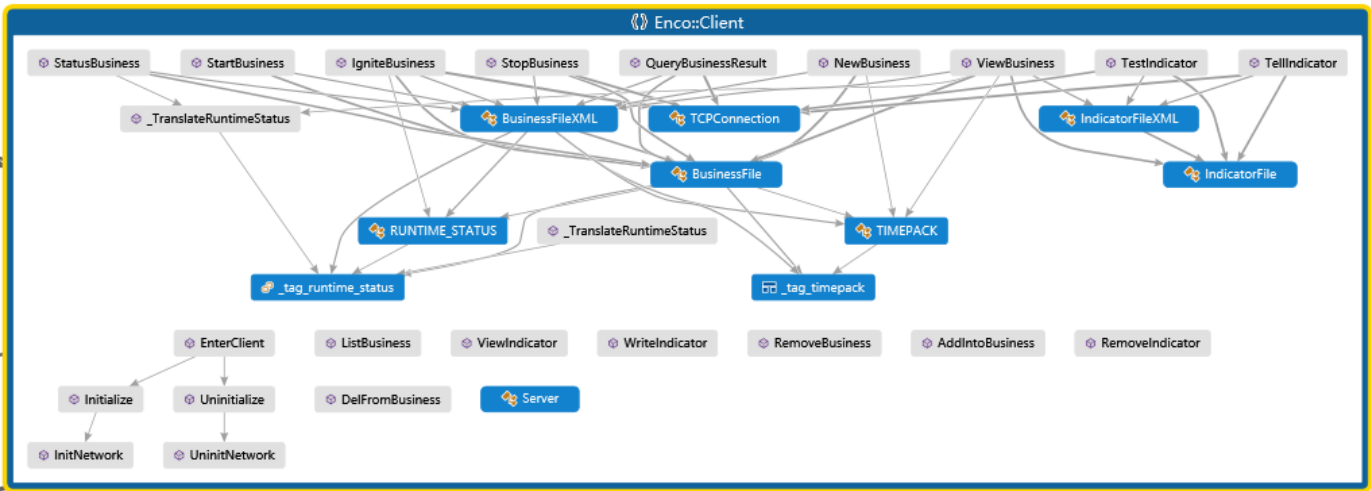 Enco::Client
StatusBusiness
StartBusiness
IgniteBusiness
StopBusiness
QueryBusinessResult
NewBusiness
ViewBusiness
TestIndicator
TellIndicator
_TranslateRuntimeStatus
BusinessFileXML
TCPConnection
IndicatorFileXML
BusinessFile
IndicatorFile
RUNTIME_STATUS
_TranslateRuntimeStatus
TIMEPACK
_tag_runtime_status
_tag_timepack
EnterClient
ListBusiness
ViewIndicator
WriteIndicator
RemoveBusiness
AddIntoBusiness
RemoveIndicator
Initialize
Uninitialize
DelFromBusiness
Server
InitNetwork
UninitNetwork